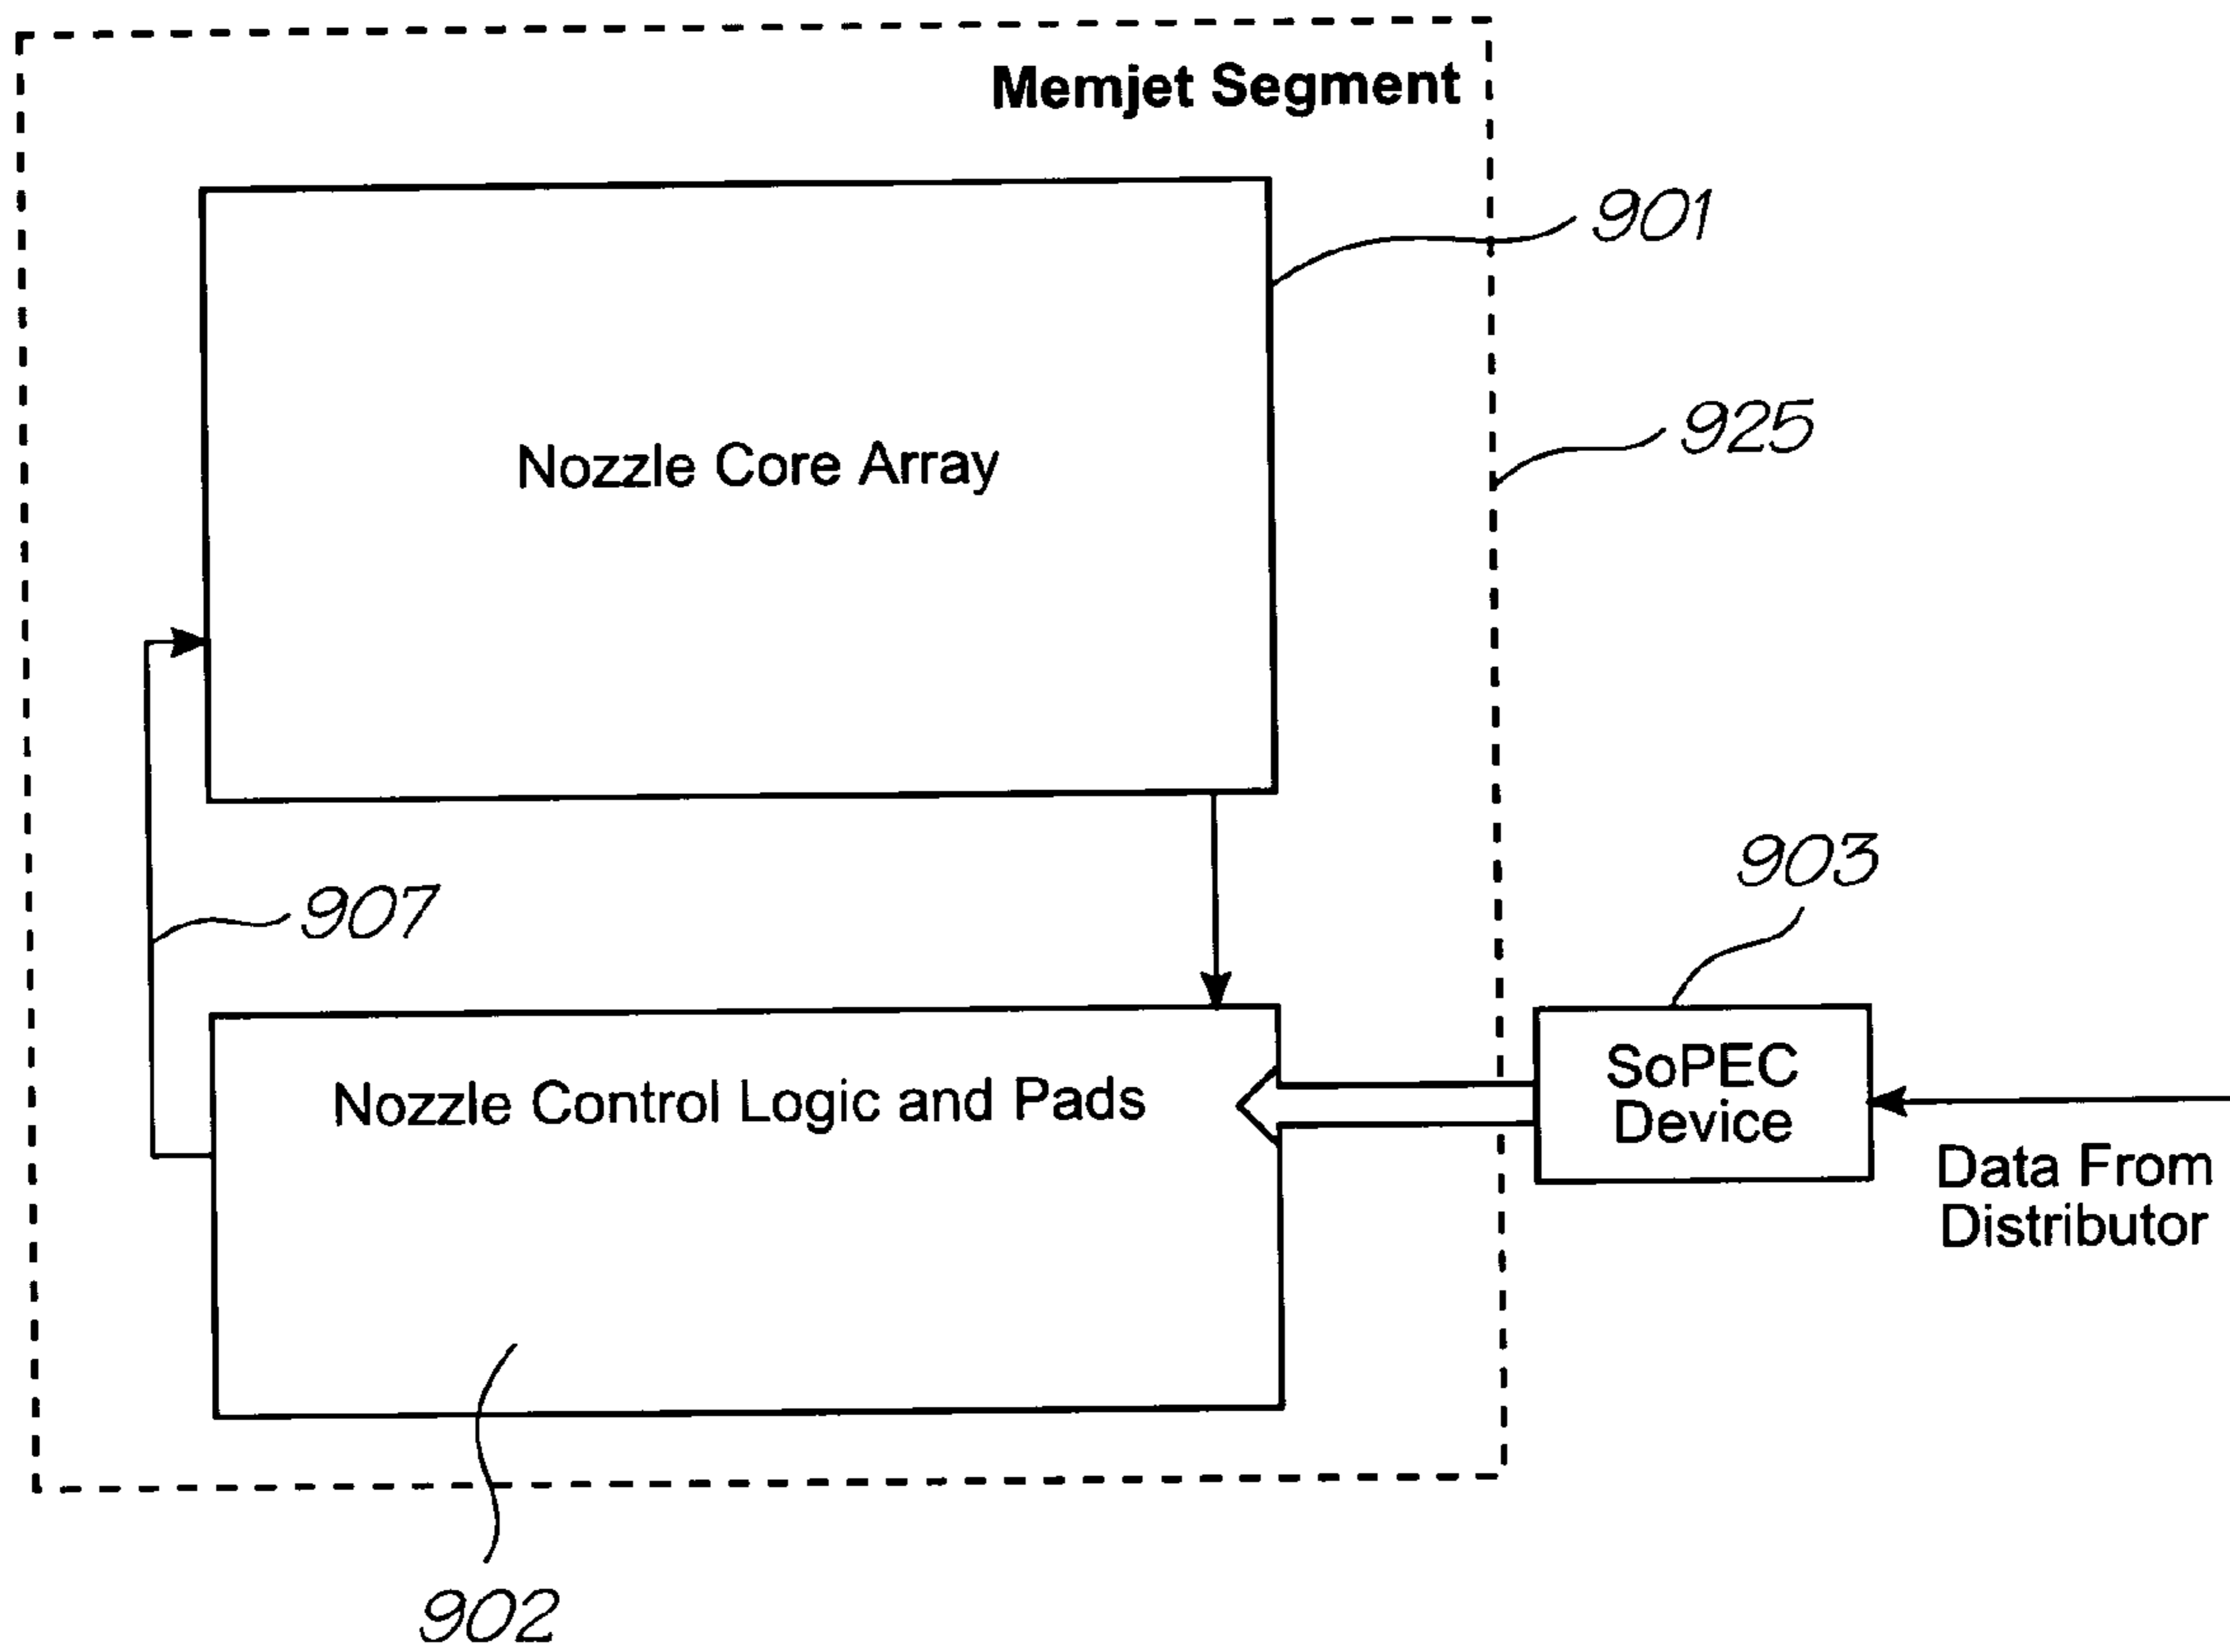 Memjet Segment
901
Nozzle Core Array
925
903
907
SoPEC
Device
Nozzle Control Logic and Pads
Data From
Distributor
902